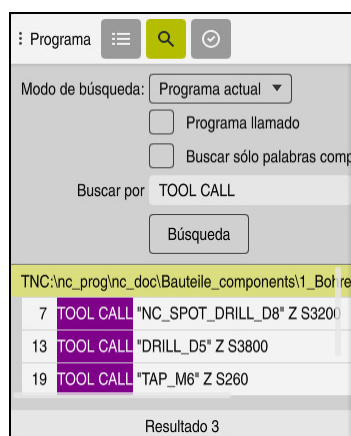 Programa
Modo de búsqueda: Programa actual
Programa llamado
Buscar sólo palabras comp
Buscar por TOOL CALL
Búsqueda
TNC:\nc_prog\nc_doc\Bauteile_components\1_Bohre
7 TOOL CALL "NC_SPOT_DRILL_D8" Z S3200
13 TOOL CALL "DRILL_D5" Z S3800
19 TOOL CALL "TAP_M6" Z S260
Resultado 3